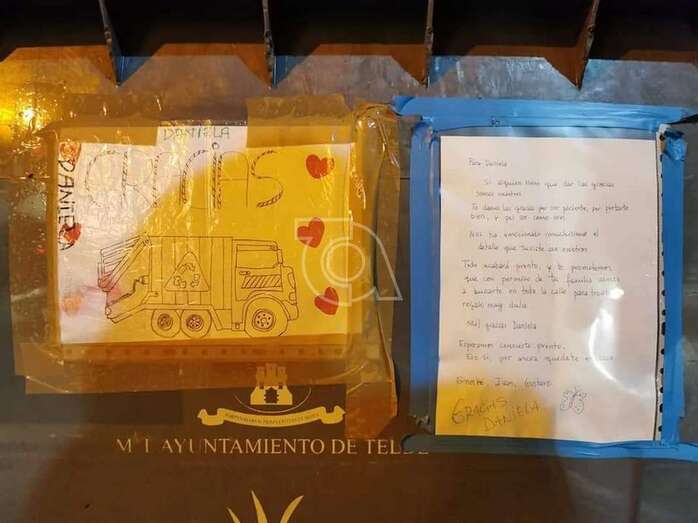 DANIELA
DANIELA
GRACIAS
Para Daniela
Si alguien tiene que dar las gracias
somos nosotros.
Te damos las gracias por ser paciente, por portarte
bien, y por ser como eres.
Nos ha emocionado muchísimo el
detalle que tuviste con nosotros
Todo acabará pronto, y te prometemos
que con permiso de tu familia vamos a
buscarte en toda la calle para
regalo muy dulce.
Mil gracias Daniela
Esperamos conocerte pronto.
Eso si, por ahora quédate en casa
Juan, Gustavo
GRACIAS
DANIELA
M. I. AYUNTAMIENTO DE TELDE